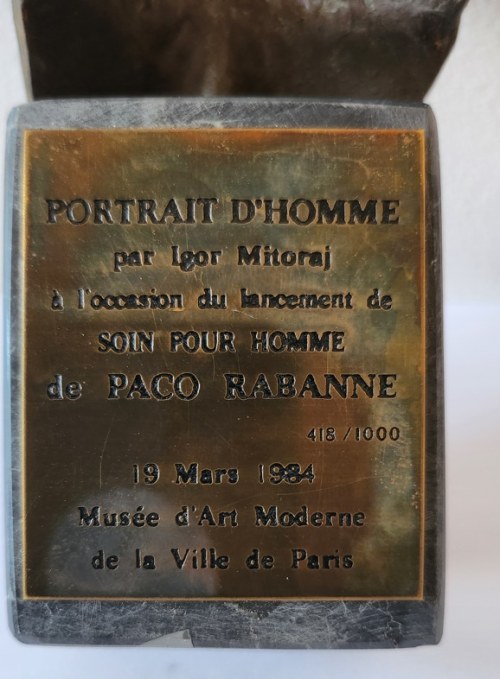 PORTRAIT D'HOMME
par Igor Mitoraj
à l'occasion du lancement de
SOIN POUR HOMME
de PACO RABANNE
418/1000
19 Mars 1984
Musée d'Art Moderne
de la Ville de Paris